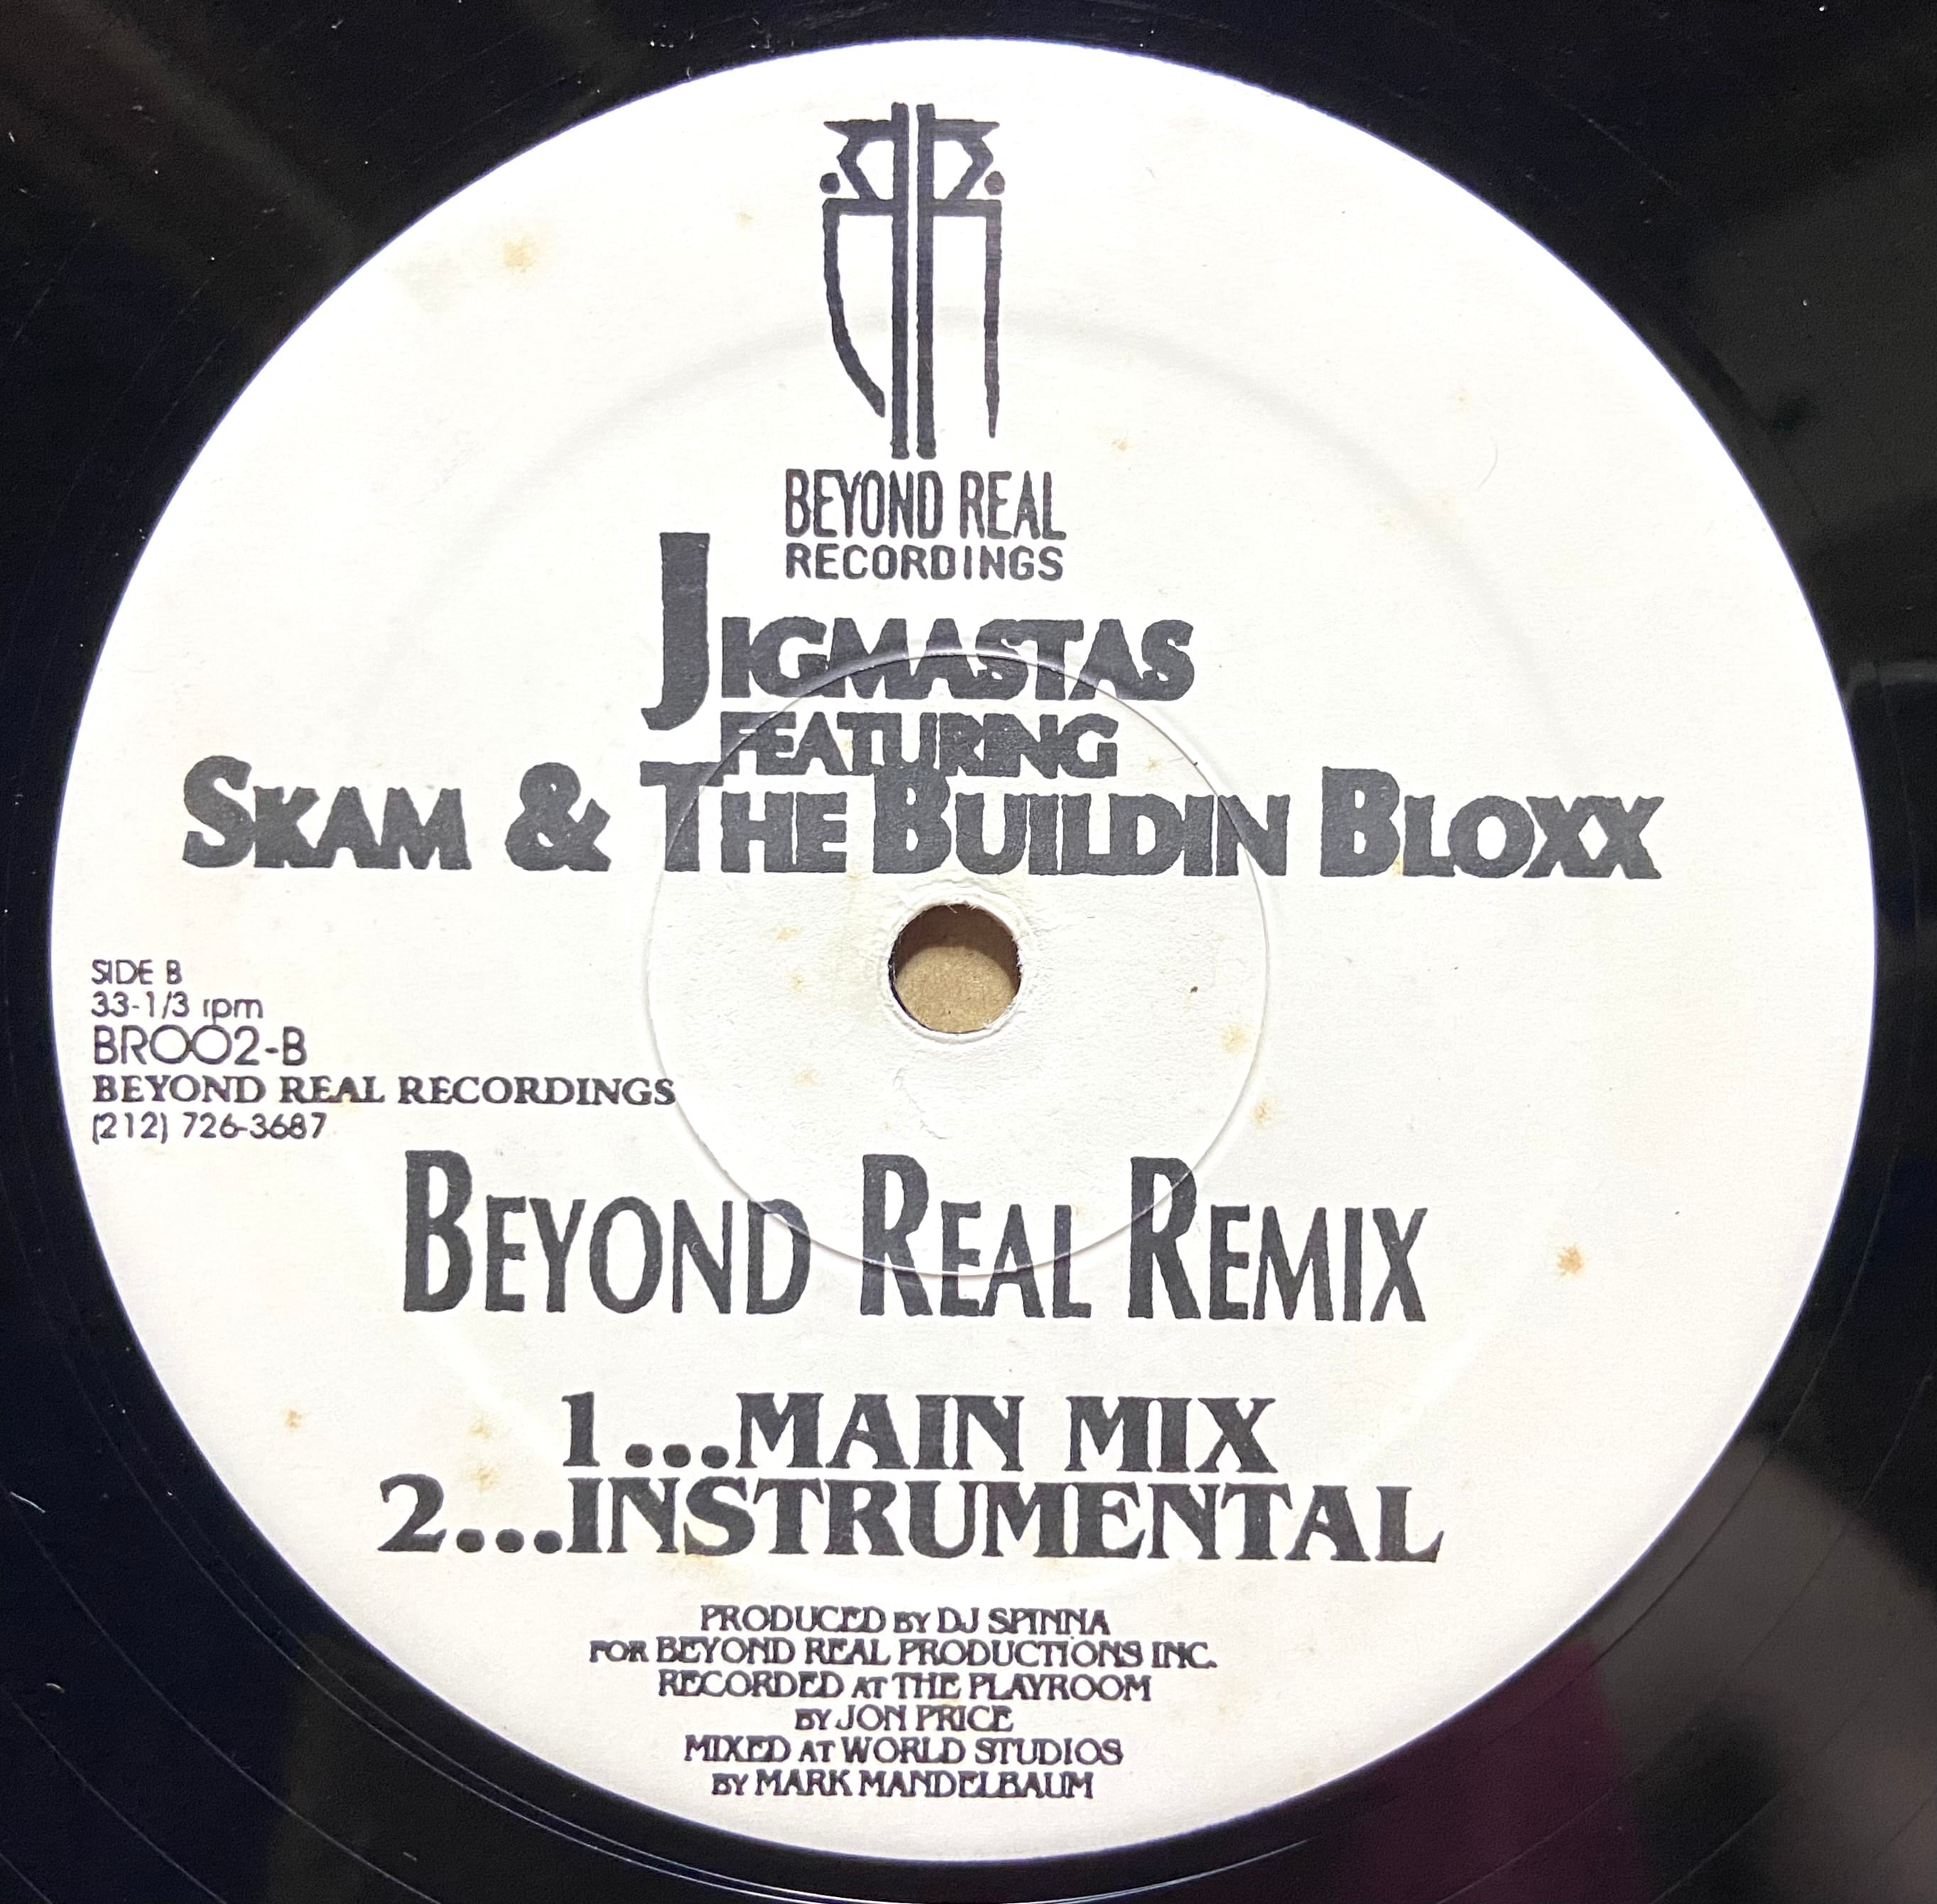 BEYOND REAL
RECORDINGS
JIGMASTAS
FEATURING
SKAM & THE BUILDIN BLOXX
SIDE B
33-1/3 rpm
BR002-B
BEYOND REAL RECORDINGS
(212) 726-3687
BEYOND REAL REMIX
1...MAIN MIX
2...INSTRUMENTAL
PRODUCED BY DJ SPINNA
FOR BEYOND REAL PRODUCTIONS INC.
RECORDED AT THE PLAYROOM
BY JON PRICE
MIXED AT WORLD STUDIOS
BY MARK MANDELBAUM